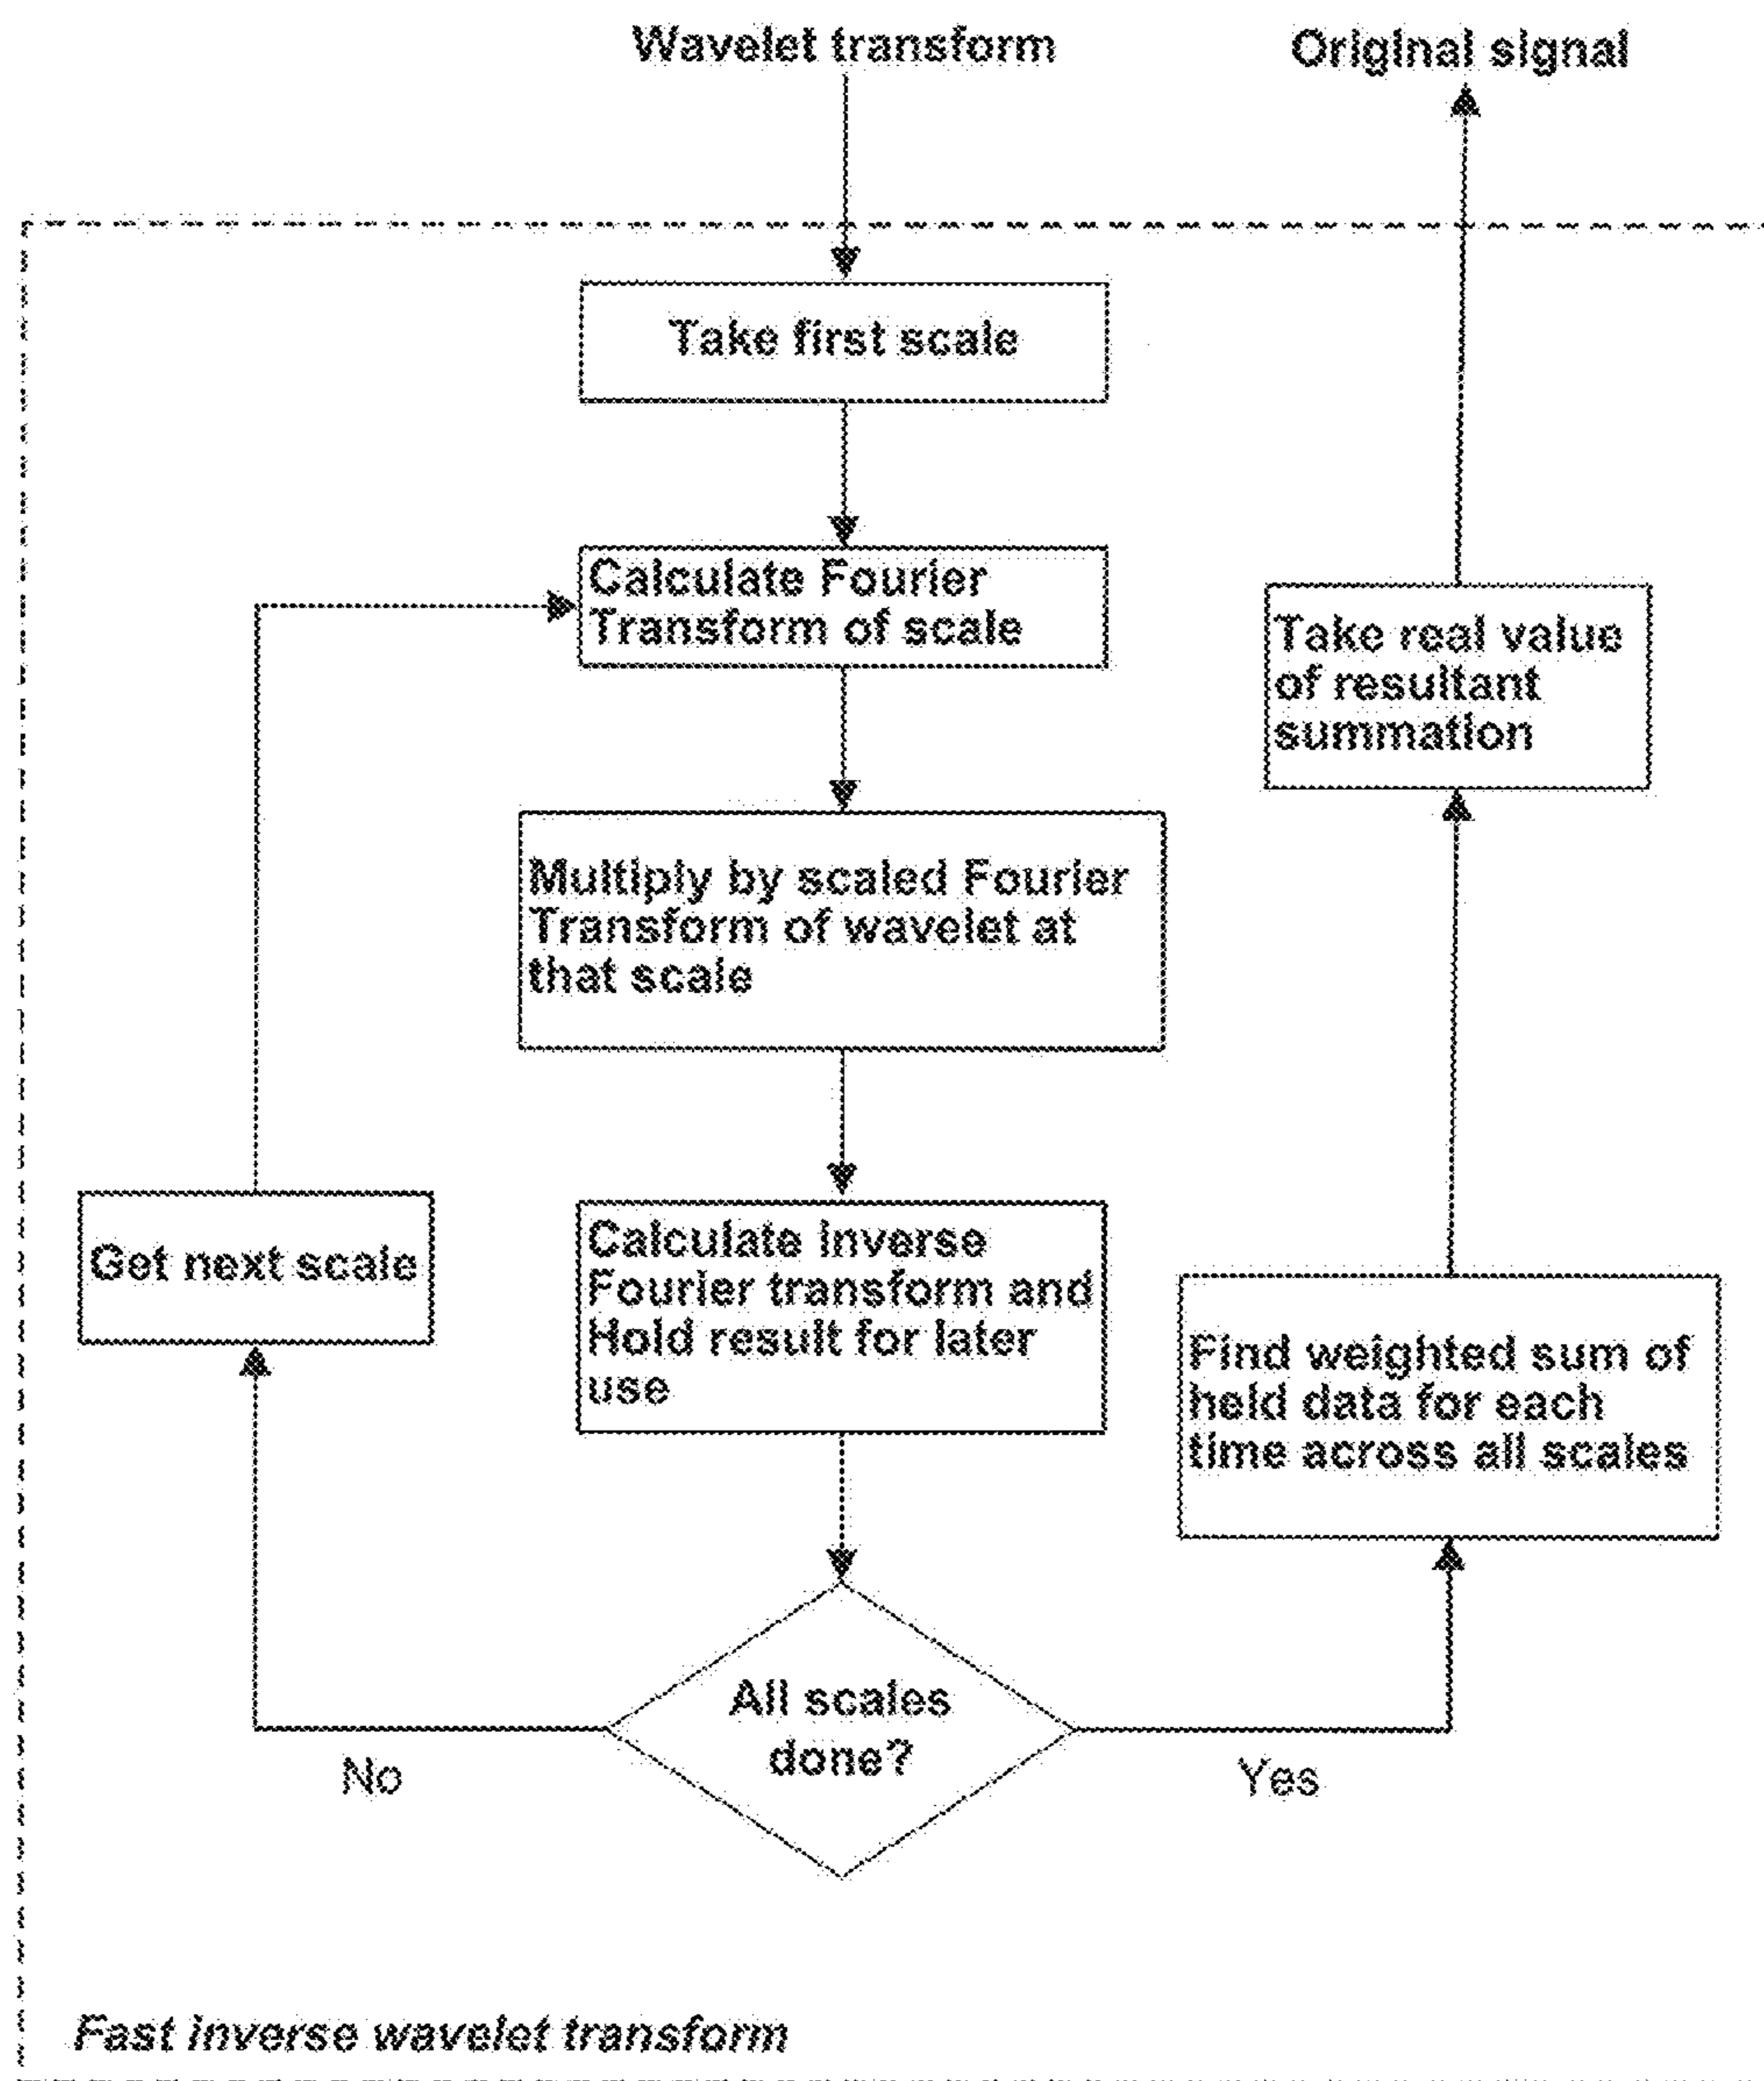 Wavelet transform
Original signal
Take first scale
Calculate Fourier
Transform of scale
Take real value
of resultant
summation
Multiply by scaled Fourier
Transform of wavelet at
that scale
Get next scale
Calculate inverse
Fourier transform and
Hold result for later
use
Find weighted sum of
held data for each
time across all scales
All scales
done?
No
Yes
Fast inverse wavelet transform